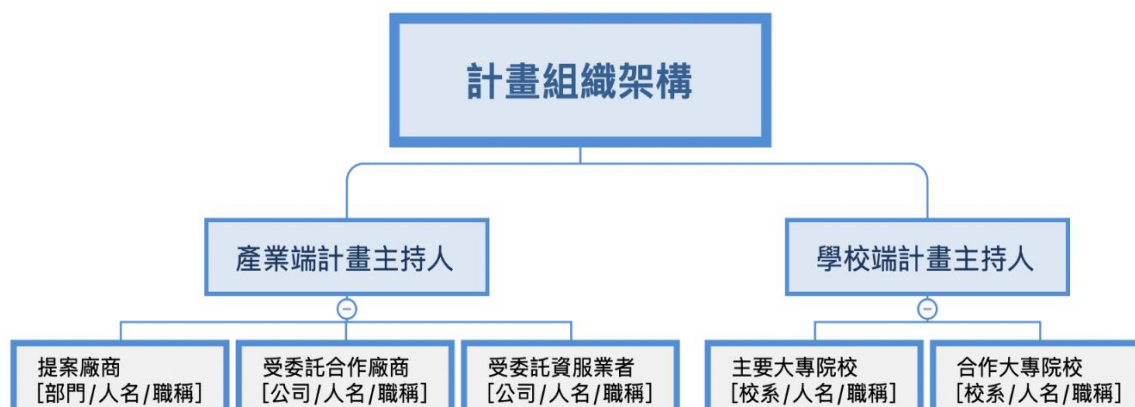 計畫組織架構
產業端計畫主持人
學校端計畫主持人
提案廠商
[部門/人名/職稱]
受委託合作廠商
[公司/人名/職稱]
受委託資服業者
[公司/人名/職稱]
主要大專院校
[校系/人名/職稱]
合作大專院校
[校系/人名/職稱]